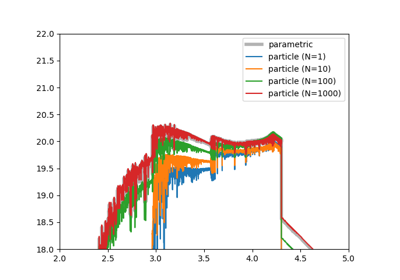 22.0
21.5
21.0
20.5
20.0
19.5
19.0
18.5
18.0
2.0 2.5 3.0 3.5 4.0 4.5 5.0
parametric
particle (N=1)
particle (N=10)
particle (N=100)
particle (N=1000)